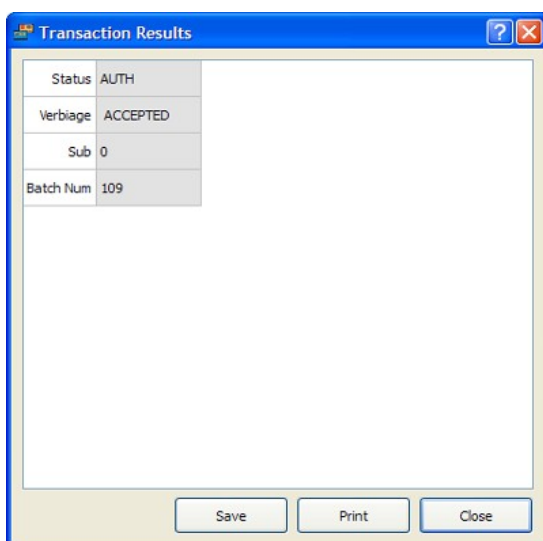 Transaction Results
Status AUTH
Verbiage ACCEPTED
Sub 0
Batch Num 109
Save Print Close